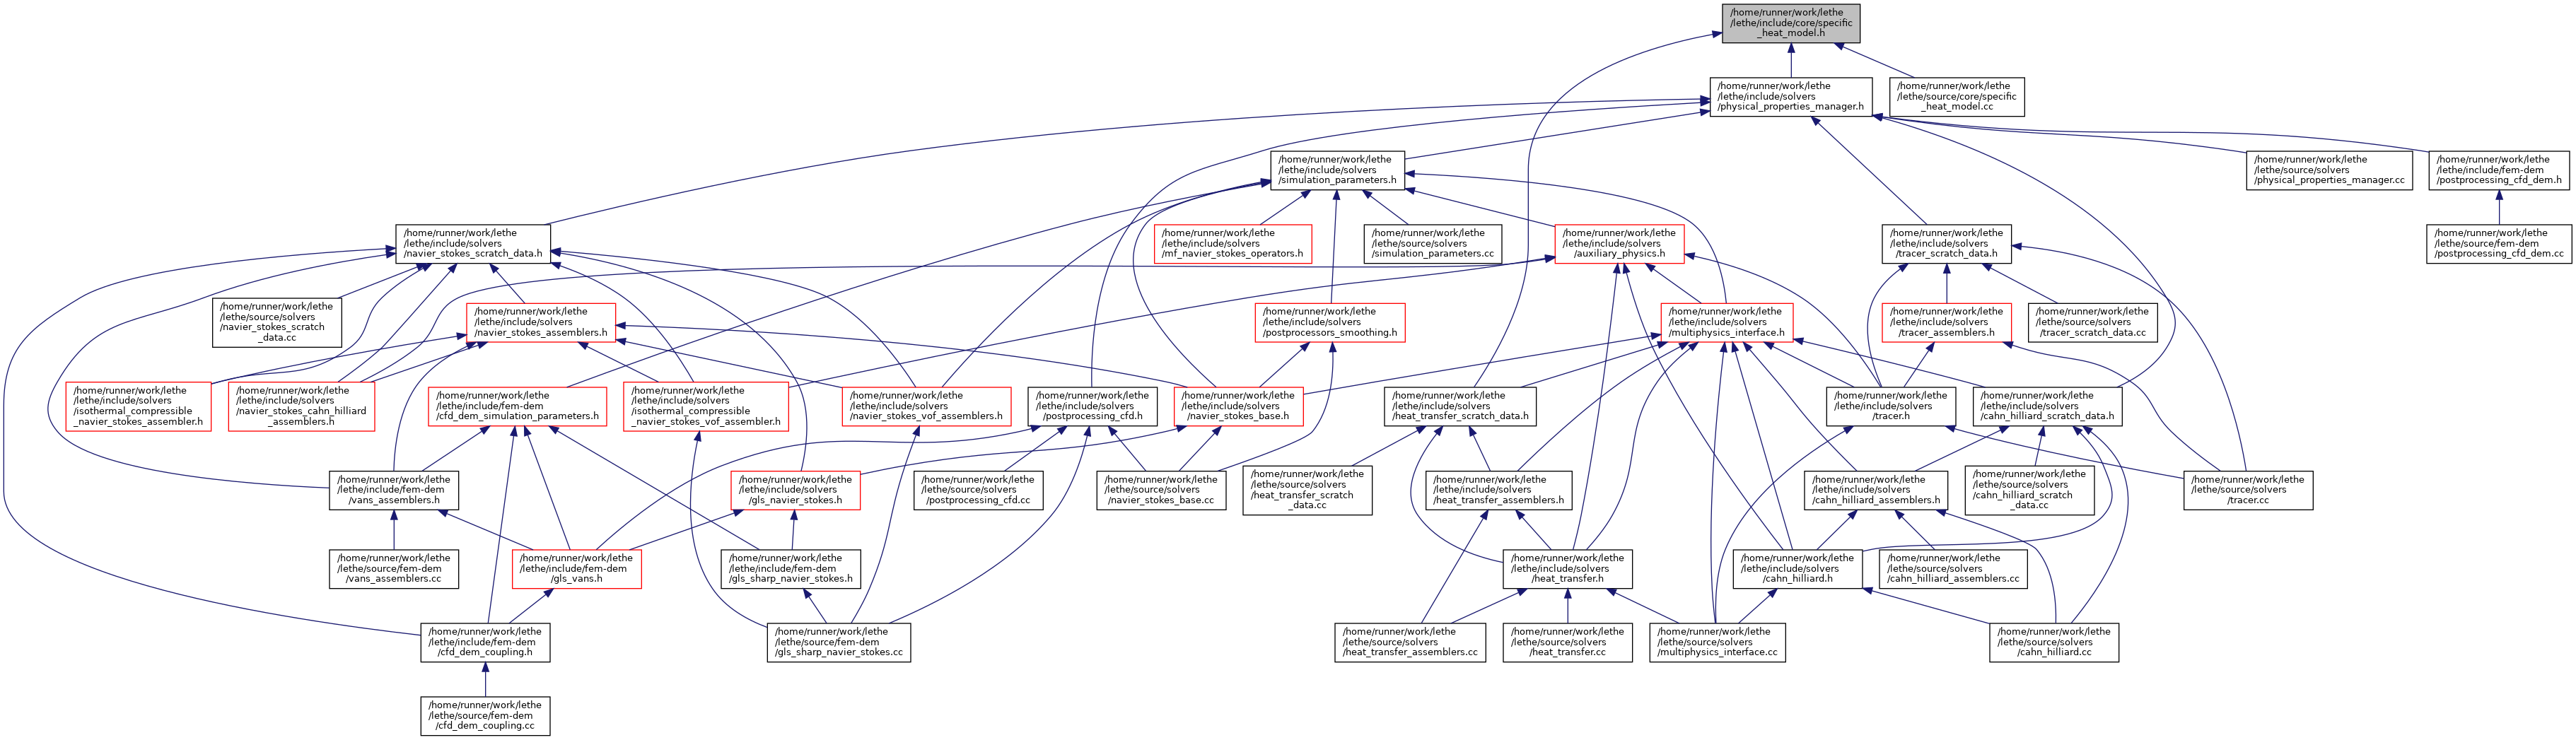 /home/runner/work/lethe
/lethe/include/core/specific
_heat_model.h
/home/runner/work/lethe
/lethe/include/solvers
/physical_properties_manager.h
/home/runner/work/lethe
/lethe/source/core/specific
_heat_model.cc
/home/runner/work/lethe
/lethe/include/solvers
/simulation_parameters.h
/home/runner/work/lethe
/lethe/source/solvers
/physical_properties_manager.cc
/home/runner/work/lethe
/lethe/include/fem-dem
/postprocessing_cfd_dem.h
/home/runner/work/lethe
/lethe/include/solvers
/navier_stokes_scratch_data.h
/home/runner/work/lethe
/lethe/include/solvers
/mf_navier_stokes_operators.h
/home/runner/work/lethe
/lethe/source/solvers
/simulation_parameters.cc
/home/runner/work/lethe
/lethe/include/solvers
/auxiliary_physics.h
/home/runner/work/lethe
/lethe/include/solvers
/tracer_scratch_data.h
/home/runner/work/lethe
/lethe/source/fem-dem
/postprocessing_cfd_dem.cc
/home/runner/work/lethe
/lethe/source/solvers
/navier_stokes_scratch
_data.cc
/home/runner/work/lethe
/lethe/include/solvers
/navier_stokes_assemblers.h
/home/runner/work/lethe
/lethe/include/solvers
/postprocessors_smoothing.h
/home/runner/work/lethe
/lethe/include/solvers
/multiphysics_interface.h
/home/runner/work/lethe
/lethe/include/solvers
/tracer_assemblers.h
/home/runner/work/lethe
/lethe/source/solvers
/tracer_scratch_data.cc
/home/runner/work/lethe
/lethe/include/solvers
/isothermal_compressible
_navier_stokes_assembler.h
/home/runner/work/lethe
/lethe/include/solvers
/navier_stokes_cahn_hilliard
_assemblers.h
/home/runner/work/lethe
/lethe/include/fem-dem
/cfd_dem_simulation_parameters.h
/home/runner/work/lethe
/lethe/include/solvers
/isothermal_compressible
_navier_stokes_vof_assembler.h
/home/runner/work/lethe
/lethe/include/solvers
/navier_stokes_vof_assemblers.h
/home/runner/work/lethe
/lethe/include/solvers
/postprocessing_cfd.h
/home/runner/work/lethe
/lethe/include/solvers
/navier_stokes_base.h
/home/runner/work/lethe
/lethe/include/solvers
/heat_transfer_scratch_data.h
/home/runner/work/lethe
/lethe/include/solvers
/tracer.h
/home/runner/work/lethe
/lethe/include/solvers
/cahn_hilliard_scratch_data.h
/home/runner/work/lethe
/lethe/include/fem-dem
/vans_assemblers.h
/home/runner/work/lethe
/lethe/include/solvers
/gls_navier_stokes.h
/home/runner/work/lethe
/lethe/source/solvers
/postprocessing_cfd.cc
/home/runner/work/lethe
/lethe/source/solvers
/navier_stokes_base.cc
/home/runner/work/lethe
/lethe/source/solvers
/heat_transfer_scratch
_data.cc
/home/runner/work/lethe
/lethe/include/solvers
/heat_transfer_assemblers.h
/home/runner/work/lethe
/lethe/include/solvers
/cahn_hilliard_assemblers.h
/home/runner/work/lethe
/lethe/source/solvers
/cahn_hilliard_scratch
_data.cc
/home/runner/work/lethe
/lethe/source/solvers
/tracer.cc
/home/runner/work/lethe
/lethe/source/fem-dem
/vans_assemblers.cc
/home/runner/work/lethe
/lethe/include/fem-dem
/gls_vans.h
/home/runner/work/lethe
/lethe/include/fem-dem
/gls_sharp_navier_stokes.h
/home/runner/work/lethe
/lethe/include/solvers
/heat_transfer.h
/home/runner/work/lethe
/lethe/include/solvers
/cahn_hilliard.h
/home/runner/work/lethe
/lethe/source/solvers
/cahn_hilliard_assemblers.cc
/home/runner/work/lethe
/lethe/include/fem-dem
/cfd_dem_coupling.h
/home/runner/work/lethe
/lethe/source/fem-dem
/gls_sharp_navier_stokes.cc
/home/runner/work/lethe
/lethe/source/solvers
/heat_transfer_assemblers.cc
/home/runner/work/lethe
/lethe/source/solvers
/heat_transfer.cc
/home/runner/work/lethe
/lethe/source/solvers
/multiphysics_interface.cc
/home/runner/work/lethe
/lethe/source/solvers
/cahn_hilliard.cc
/home/runner/work/lethe
/lethe/source/fem-dem
/cfd_dem_coupling.cc